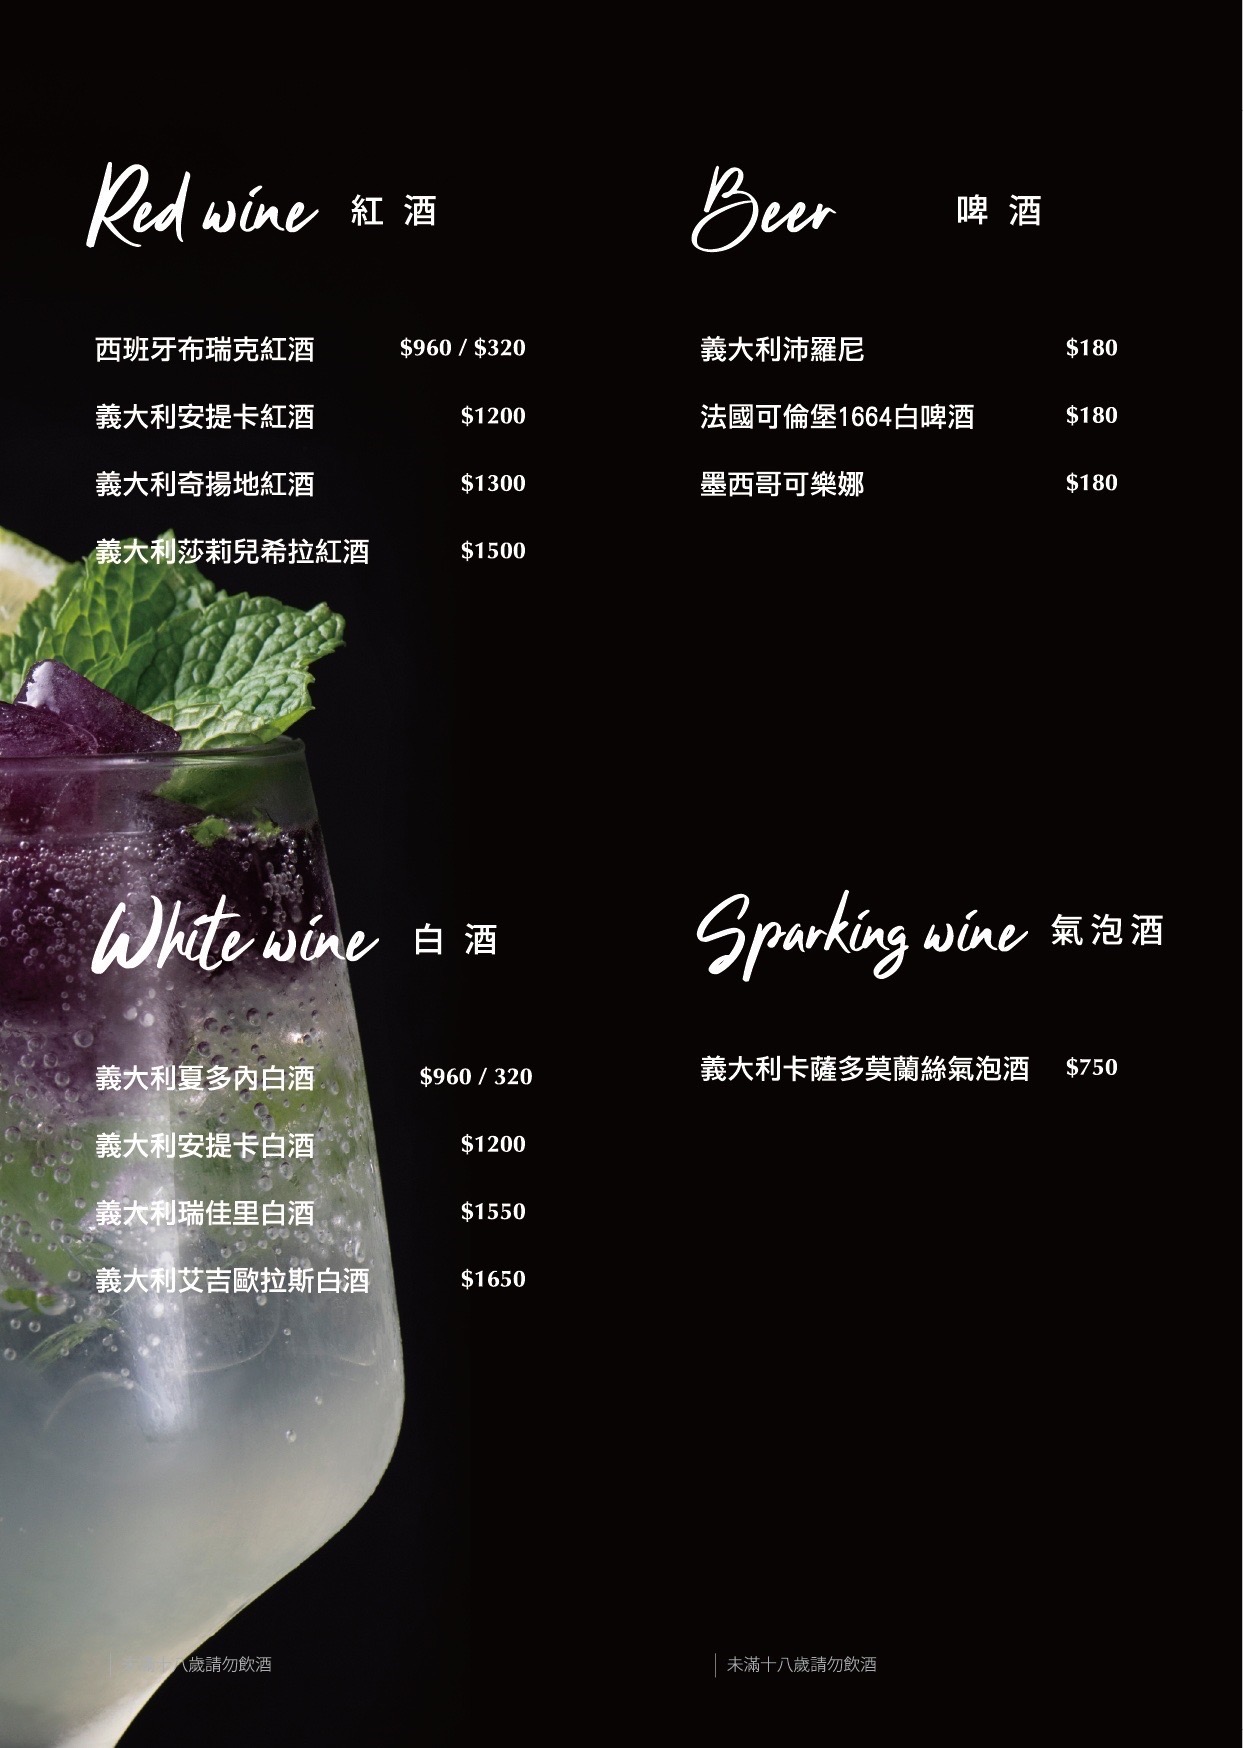 Red wine 紅酒
西班牙布瑞克紅酒 $960 / $320
義大利安提卡紅酒 $1200
義大利奇揚地紅酒 $1300
義大利莎莉兒希拉紅酒 $1500
Beer 啤酒
義大利沛羅尼 $180
法國可倫堡1664白啤酒 $180
墨西哥可樂娜 $180
White wine 白酒
義大利夏多內白酒 $960 / 320
義大利安提卡白酒 $1200
義大利瑞佳里白酒 $1550
義大利艾吉歐拉斯白酒 $1650
Sparking wine 氣泡酒
義大利卡薩多莫蘭絲氣泡酒 $750
八歲請勿飲酒
未滿十八歲請勿飲酒